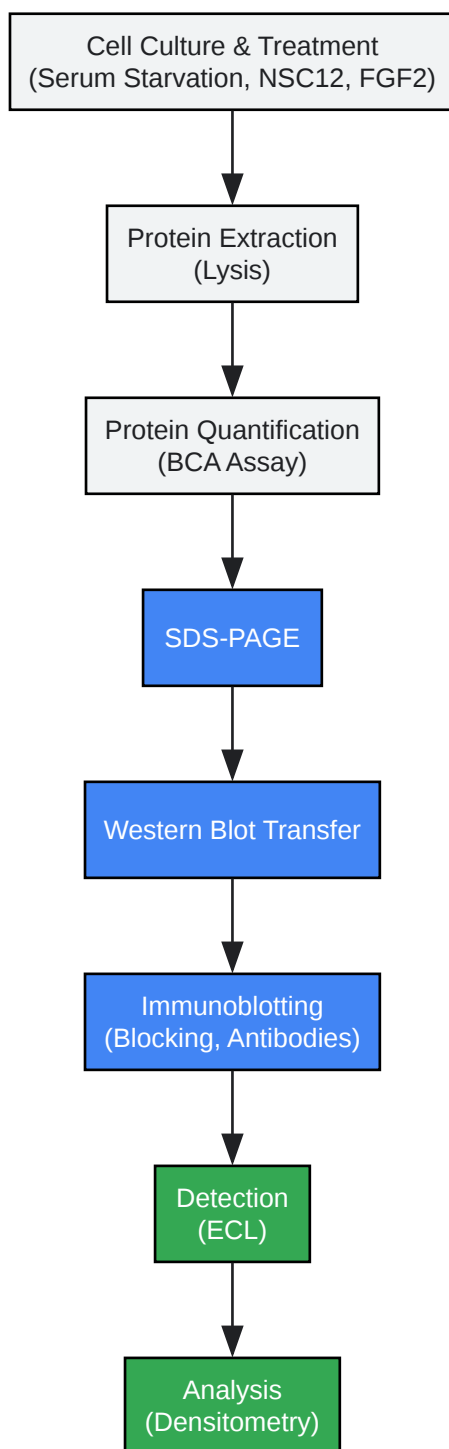 Cell Culture & Treatment
(Serum Starvation, NSC12, FGF2)
Protein Extraction
(Lysis)
Protein Quantification
(BCA Assay)
SDS-PAGE
Western Blot Transfer
Immunoblotting
(Blocking, Antibodies)
Detection
(ECL)
Analysis
(Densitometry)